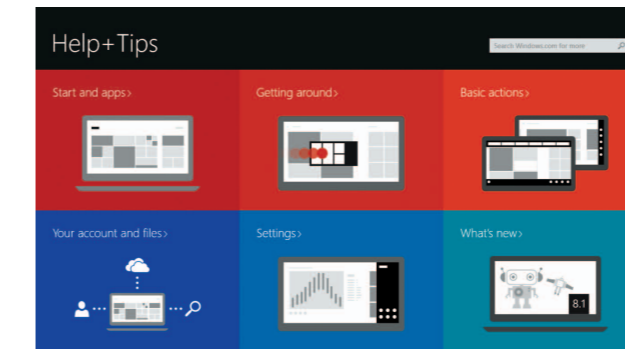 Help+Tips
Search Windows.com for more
Start and apps>
Getting around>
Basic actions>
Your account and files>
Settings>
What's new>
8.1